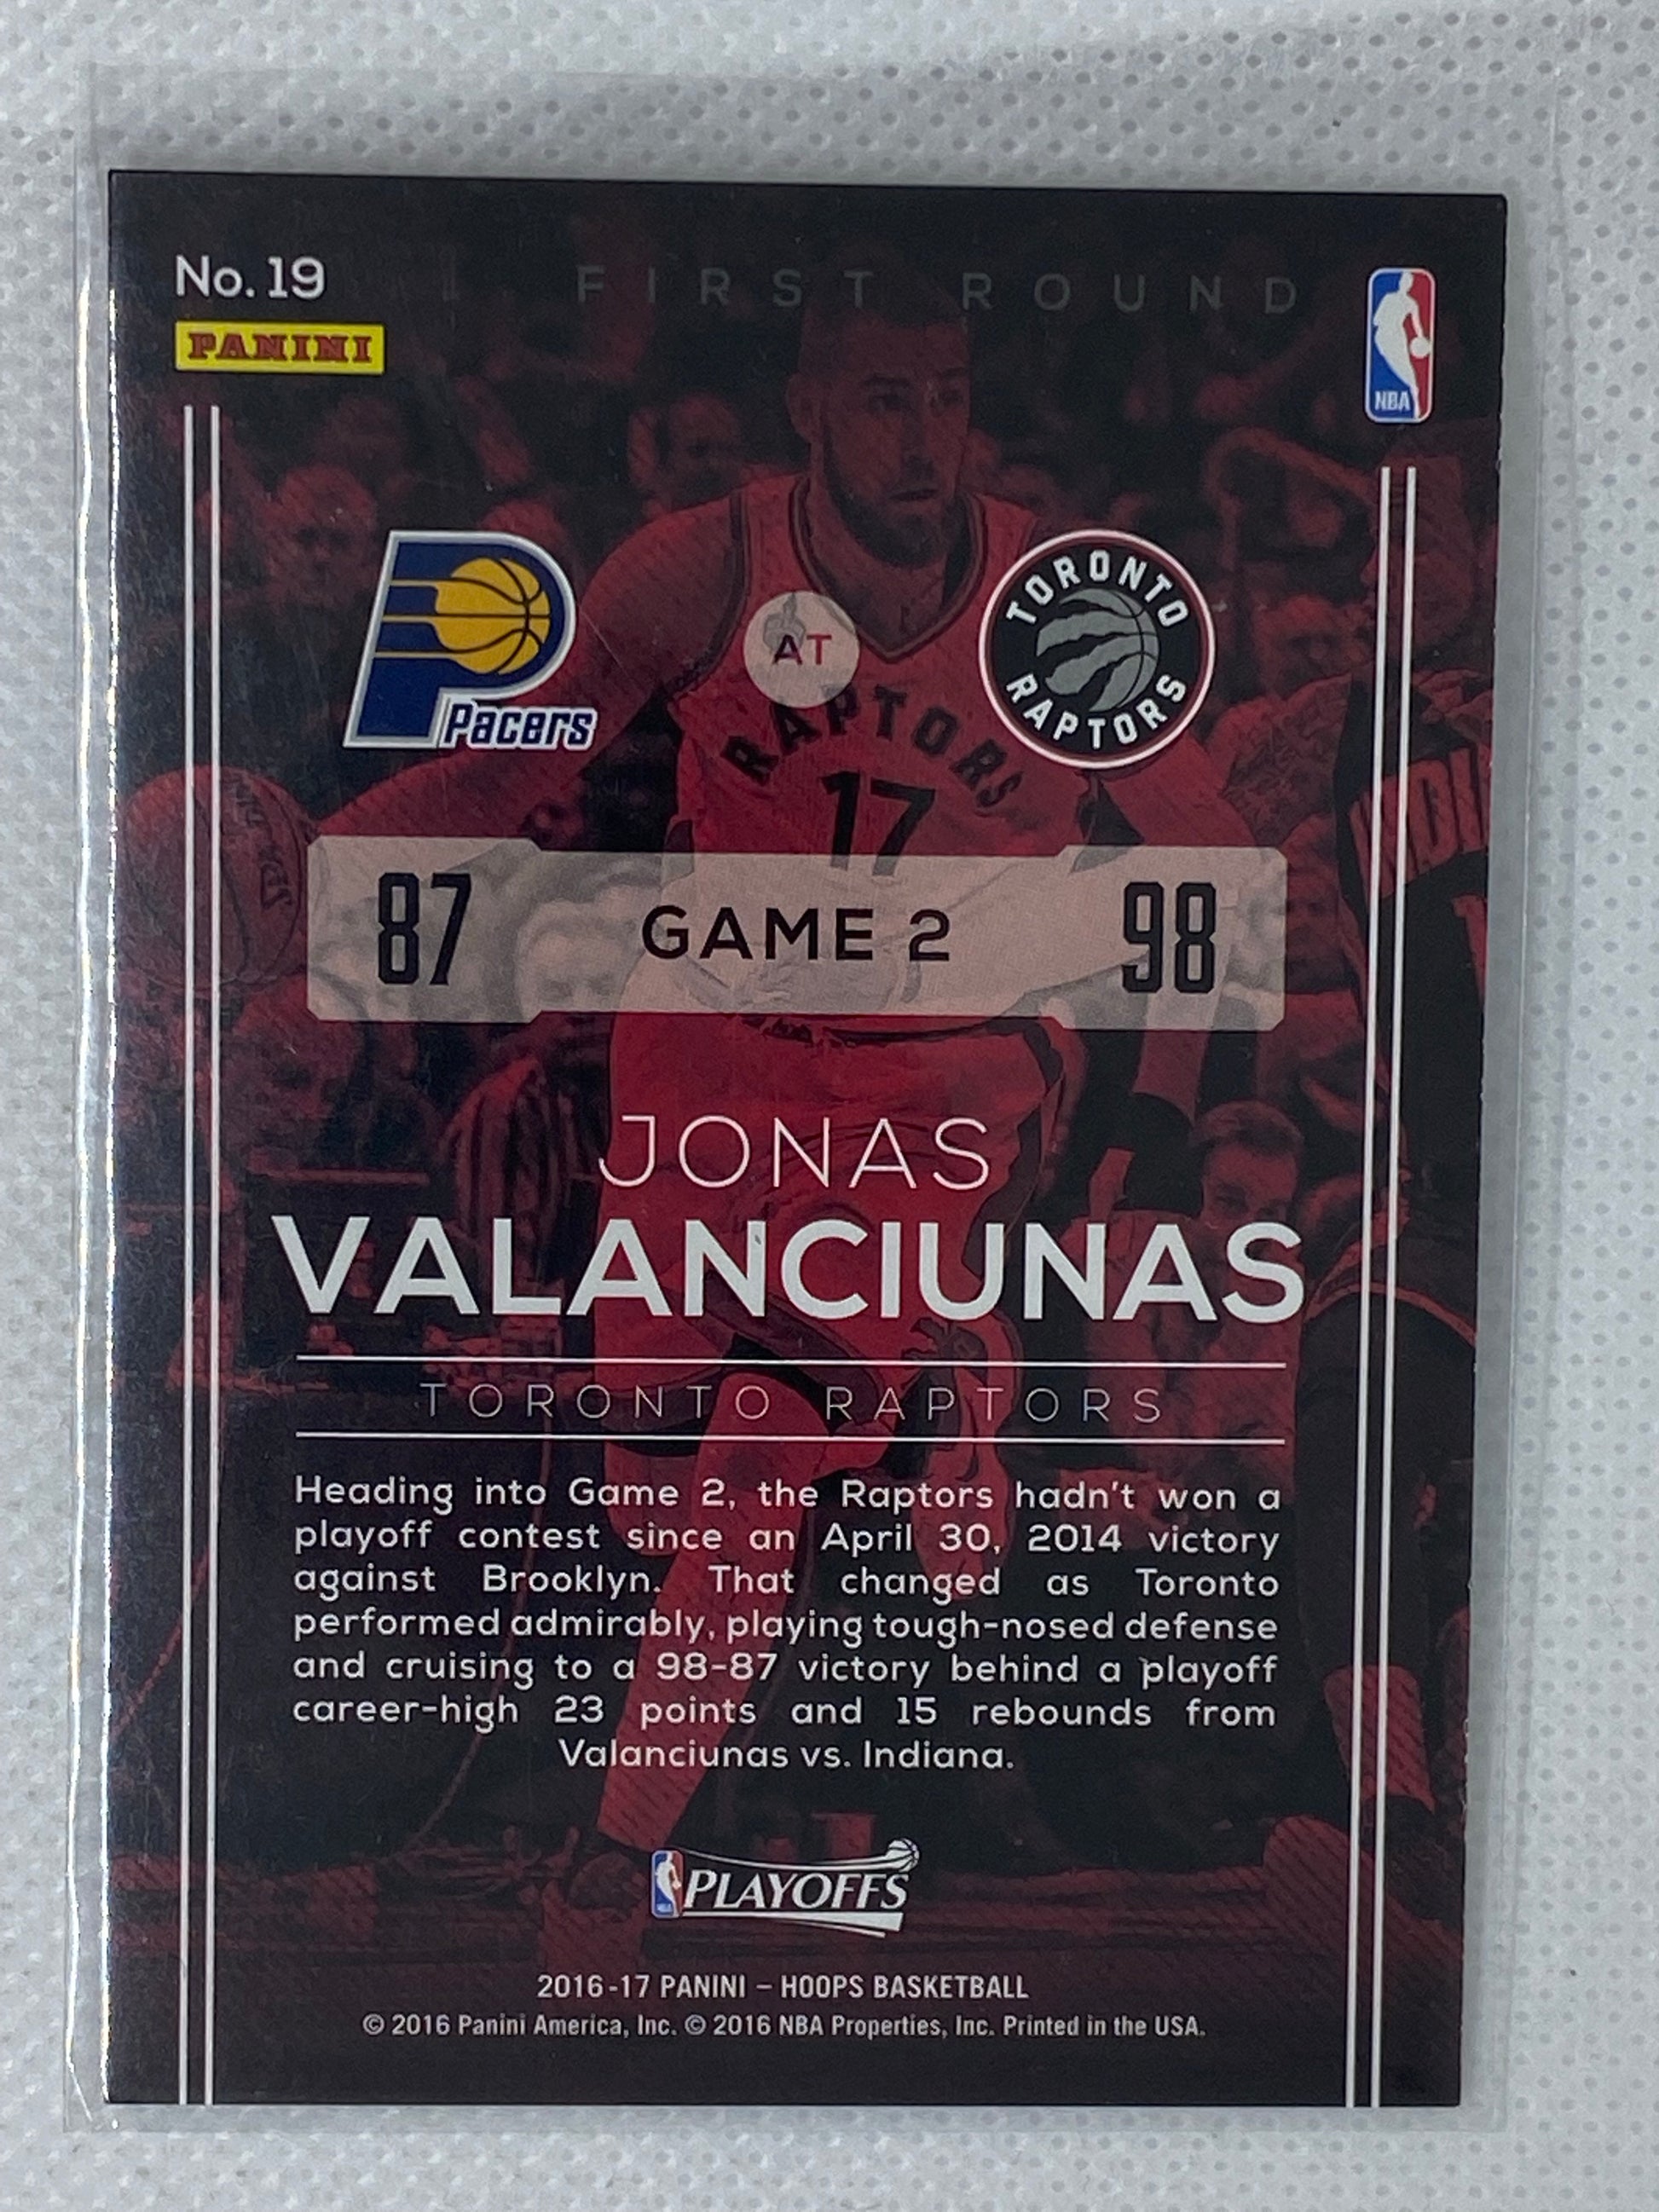 No. 19
FIRST ROUND
PANINI
NBA
TORONTO
RAPTORS
Pacers
AT
RAPTORS
17
INDI
87 GAME 2 98
JONAS
VALANCIUNAS
TORONTO RAPTORS
Heading into Game 2, the Raptors hadn't won a
playoff contest since an April 30, 2014 victory
against Brooklyn. That changed as Toronto
performed admirably, playing tough-nosed defense
and cruising to a 98-87 victory behind a playoff
career-high 23 points and 15 rebounds from
Valanciunas vs. Indiana.
NBA PLAYOFFS
2016-17 PANINI – HOOPS BASKETBALL
© 2016 Panini America, Inc. © 2016 NBA Properties, Inc. Printed in the USA.